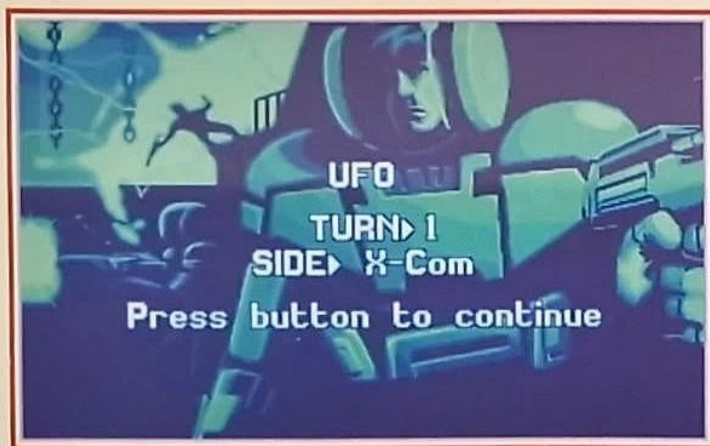 UFO
TURN▸ 1
SIDE▸ X-Com
Press button to continue